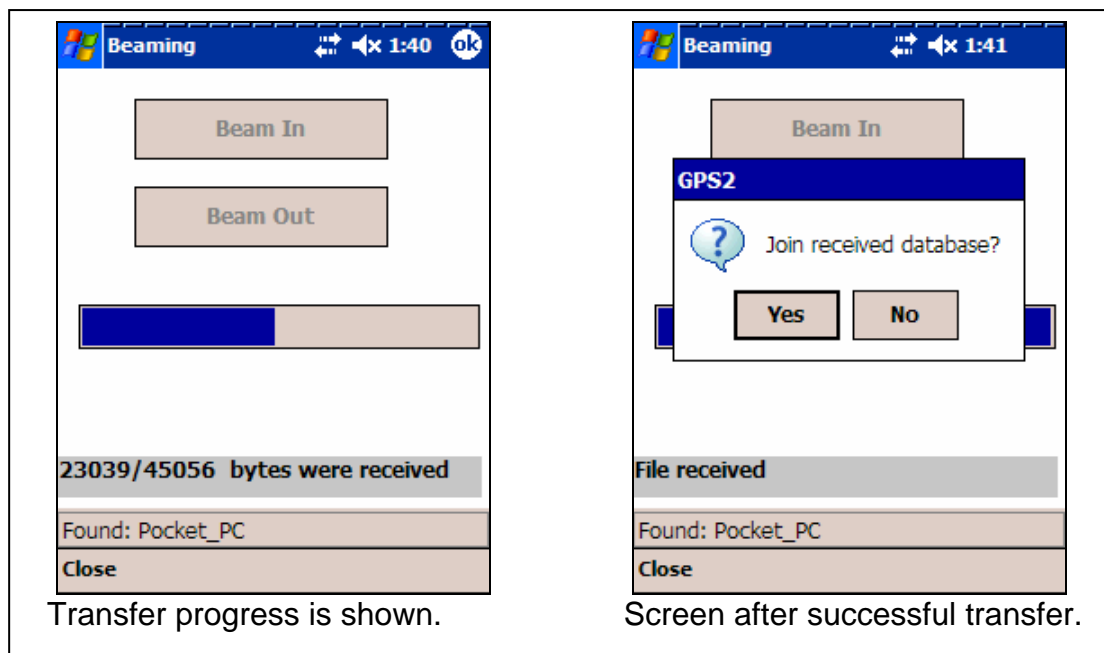 Beaming 1:40 ok
Beam In
Beam Out
23039/45056 bytes were received
Found: Pocket_PC
Close
Transfer progress is shown.
Beaming 1:41
Beam In
GPS2
Join received database?
Yes No
File received
Found: Pocket_PC
Close
Screen after successful transfer.